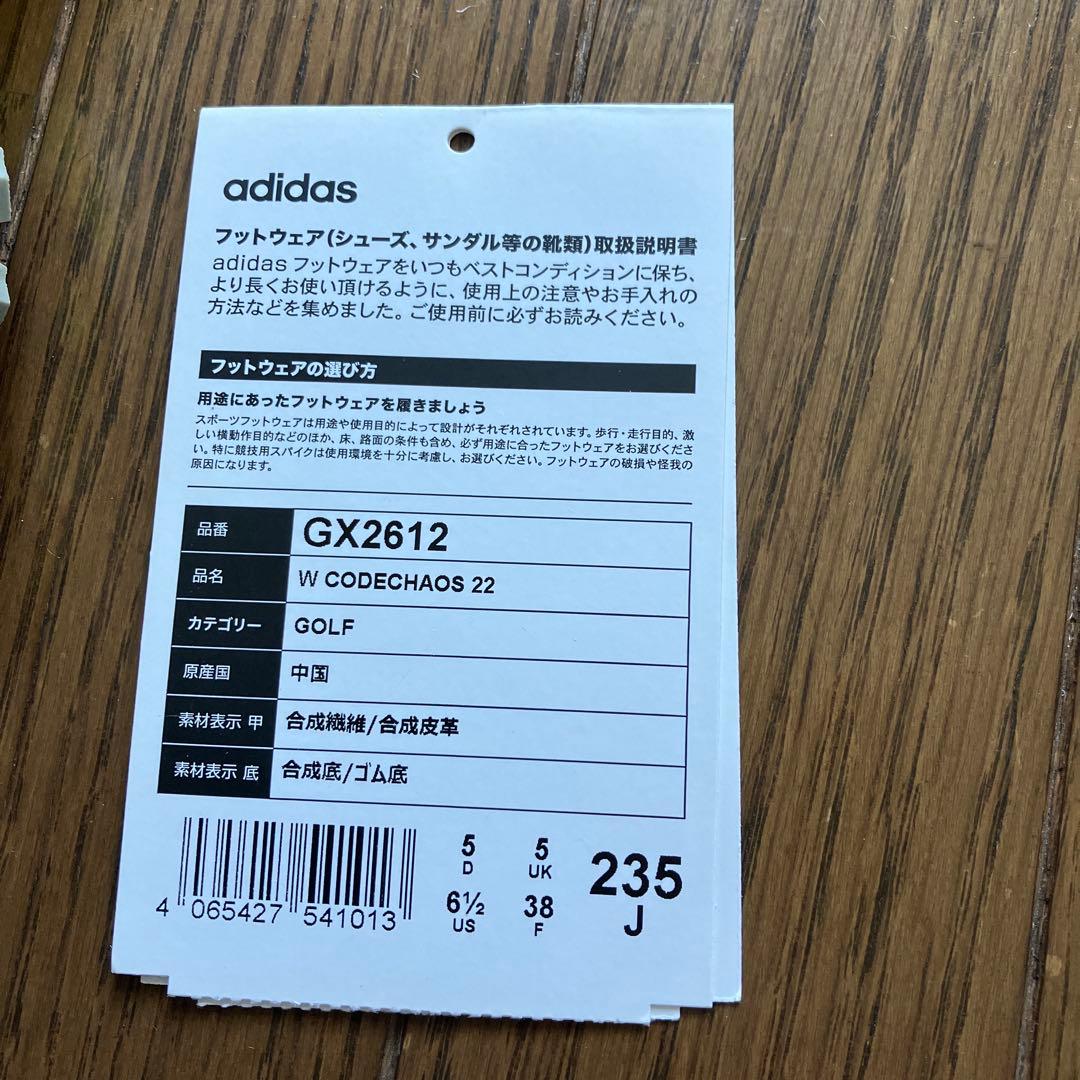 adidas
フットウェア(シューズ、サンダル等の靴類)取扱説明書
adidas フットウェアをいつもベストコンディションに保ち、
より長くお使い頂けるように、使用上の注意やお手入れの
方法などを集めました。ご使用前に必ずお読みください。
フットウェアの選び方
用途にあったフットウェアを履きましょう
スポーツフットウェアは用途や使用目的によって設計がそれぞれされています。歩行・走行目的、激
しい横動作目的などのほか、床、路面の条件も含め、必ず用途に合ったフットウェアをお選びくださ
い。特に競技用スパイクは使用環境を十分に考慮し、お選びください。フットウェアの破損や怪我の
原因になります。
品番 GX2612
品名 W CODECHAOS 22
カテゴリー GOLF
原産国 中国
素材表示 甲 合成繊維/合成皮革
素材表示 底 合成底/ゴム底
5 5 235
D UK J
6½ 38
US F
4 065427 541013